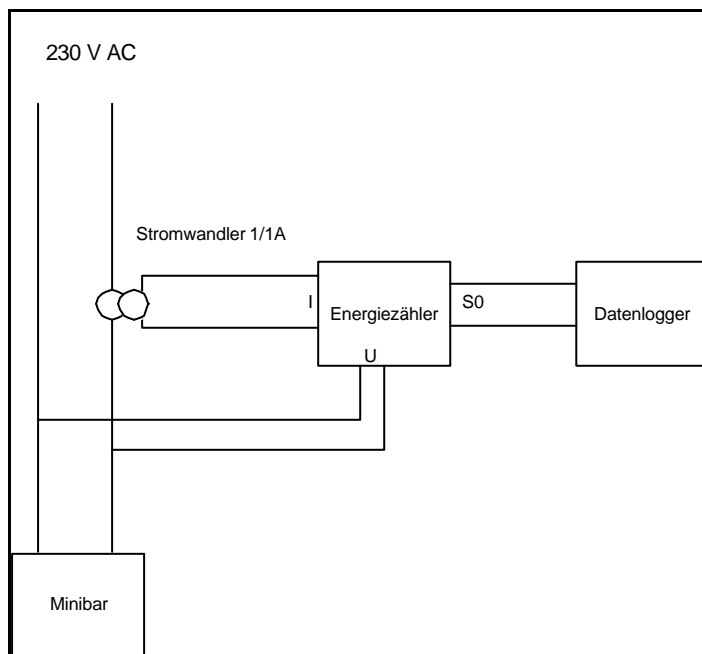 230 V AC
Stromwandler 1/1A
I
Energiezähler
S0
Datenlogger
U
Minibar